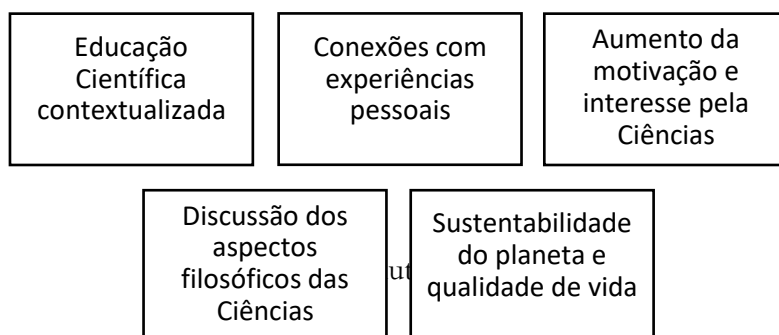 Educação
Científica
contextualizada
Conexões com
experiências
pessoais
Aumento da
motivação e
interesse pela
Ciências
Discussão dos
aspectos
filosóficos das
Ciências
Sustentabilidade
do planeta e
qualidade de vida